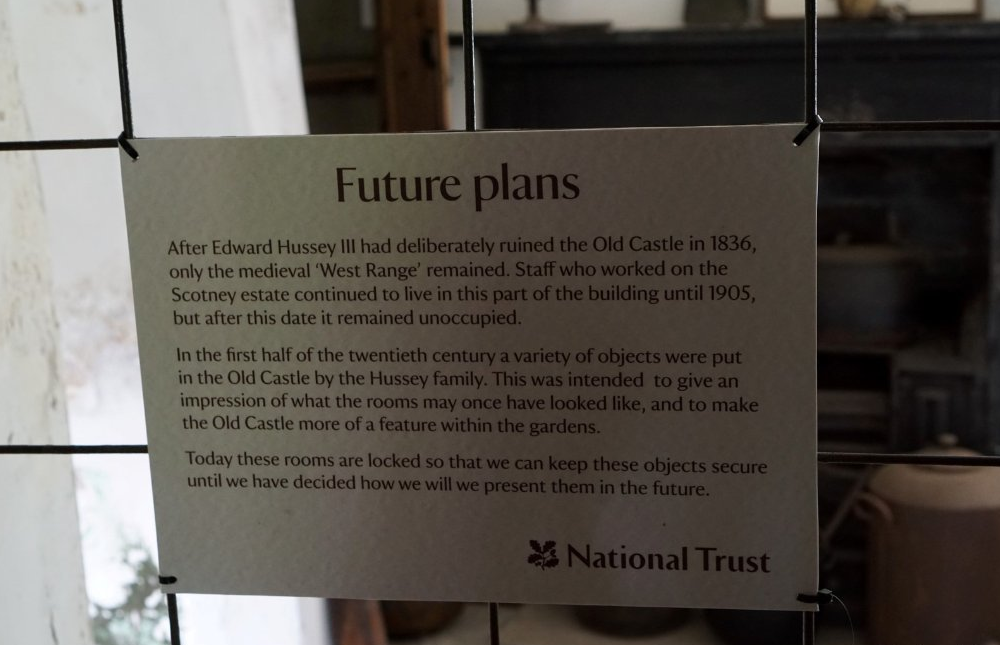 Future plans
After Edward Hussey III had deliberately ruined the Old Castle in 1836,
only the medieval ‘West Range’ remained. Staff who worked on the
Scotney estate continued to live in this part of the building until 1905,
but after this date it remained unoccupied.
In the first half of the twentieth century a variety of objects were put
in the Old Castle by the Hussey family. This was intended to give an
impression of what the rooms may once have looked like, and to make
the Old Castle more of a feature within the gardens.
Today these rooms are locked so that we can keep these objects secure
until we have decided how we will we present them in the future.
National Trust